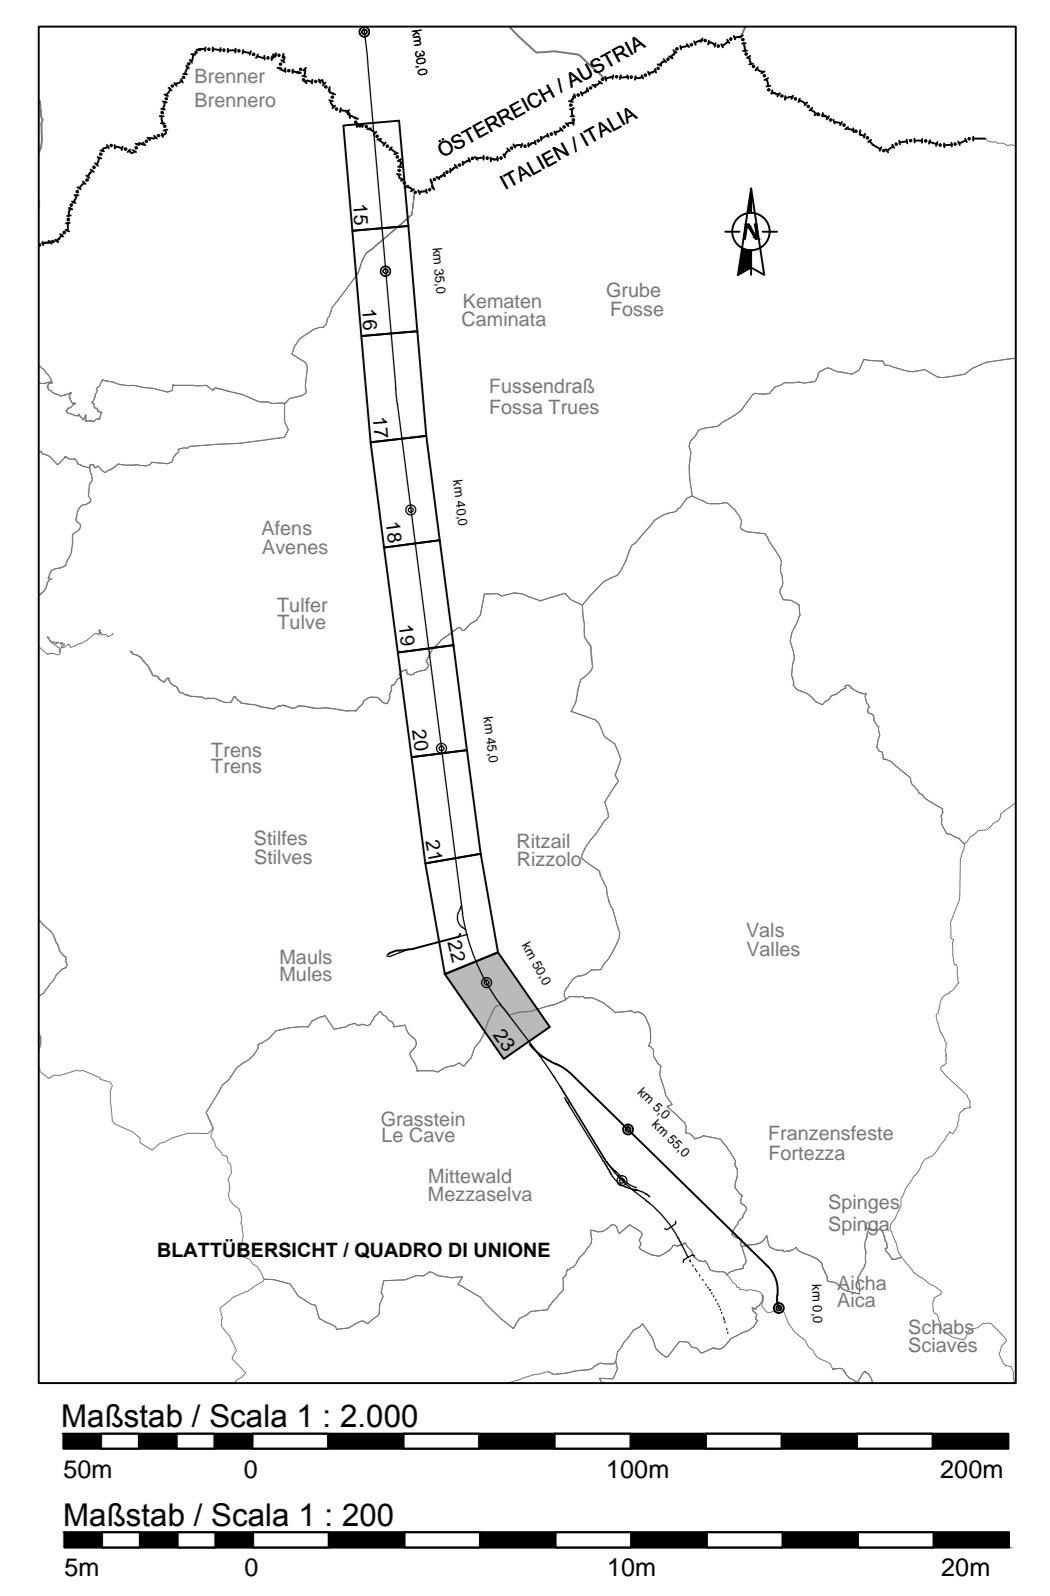 km 30,0
Brenner
Brennero
ÖSTERREICH / AUSTRIA
ITALIEN / ITALIA
15
N
km 35,0
Kematen
Caminata
Grube
Fosse
16
Fussendraß
Fossa Trues
17
km 40,0
18
Afens
Avenes
Tulfer
Tulve
19
20
km 45,0
Trens
Trens
21
Stilfes
Stilves
Ritzail
Rizzolo
Vals
Valles
22
km 50,0
Mauls
Mules
23
km 5,0
km 55,0
Grasstein
Le Cave
Franzensfeste
Fortezza
Mittewald
Mezzaselva
Spinges
Spinga
BLATTÜBERSICHT / QUADRO DI UNIONE
Aicha
Aica
km 0,0
Schabs
Sciaves
Maßstab / Scala 1 : 2.000
50m 0 100m 200m
Maßstab / Scala 1 : 200
5m 0 10m 20m